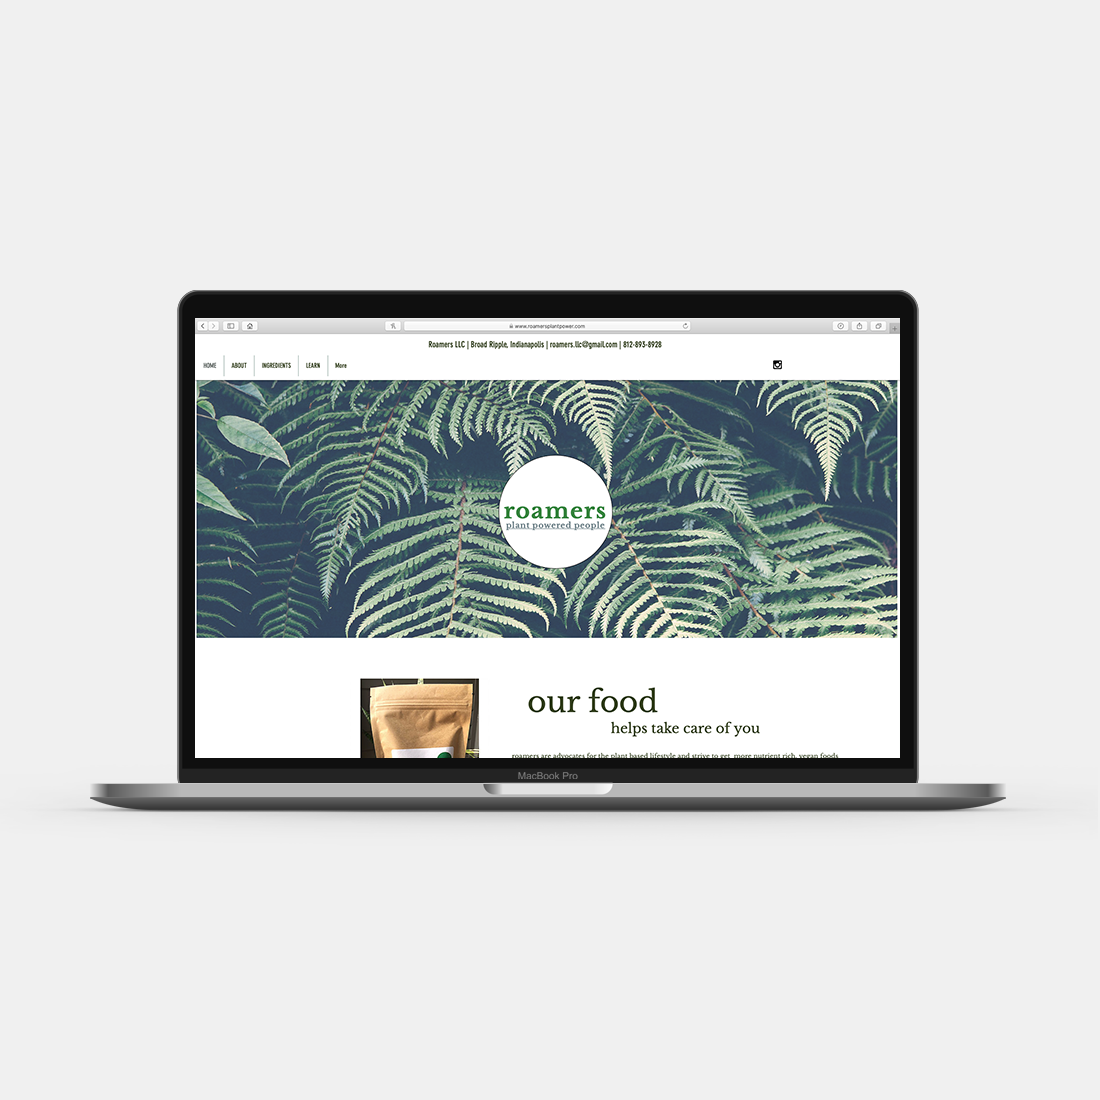 www.roamersplantpower.com
Roamers LLC | Broad Ripple, Indianapolis | roamers.llc@gmail.com | 812-893-8928
HOME ABOUT INGREDIENTS LEARN More
roamers
plant powered people
our food
helps take care of you
roamers are advocates for the plant based lifestyle and strive to get more nutrient rich, vegan foods
MacBook Pro